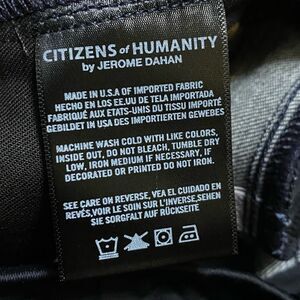 CITIZENS of HUMANITY
by JEROME DAHAN
MADE IN U.S.A OF IMPORTED FABRIC
HECHO EN LOS EE.UU DE TELA IMPORTADA
FABRIQUÉ AUX ETATS-UNIS DU TISSU IMPORTÉ
GEBILDET IN USA DES IMPORTIERTEN GEWEBES
MACHINE WASH COLD WITH LIKE COLORS,
INSIDE OUT, DO NOT BLEACH, TUMBLE DRY
LOW, IRON MEDIUM IF NECESSARY, IF
DECORATED OR PRINTED DO NOT IRON.
SEE CARE ON REVERSE, VEA EL CUIDADO EN
REVÉS,VOIR LE SOIN SUR L'INVERSE,SEHEN
SIE SORGFALT AUF RÜCKSEITE